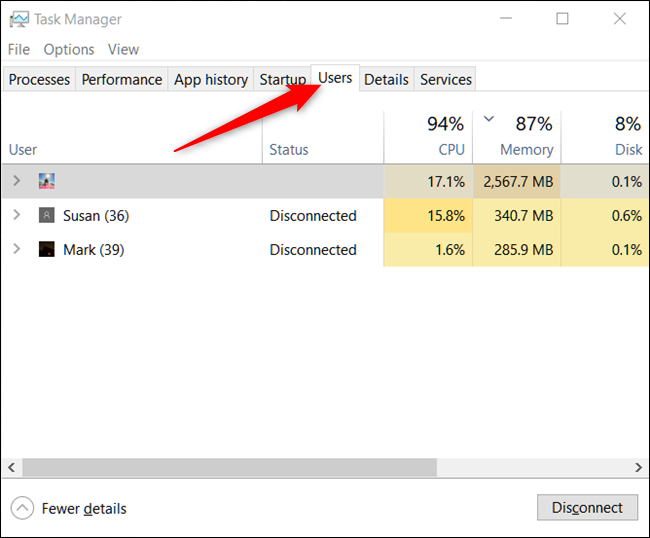 Task Manager
File Options View
Processes Performance App history Startup Users Details Services
94% 87% 8%
User Status CPU Memory Disk
17.1% 2,567.7 MB 0.1%
Susan (36) Disconnected 15.8% 340.7 MB 0.6%
Mark (39) Disconnected 1.6% 285.9 MB 0.1%
Fewer details Disconnect